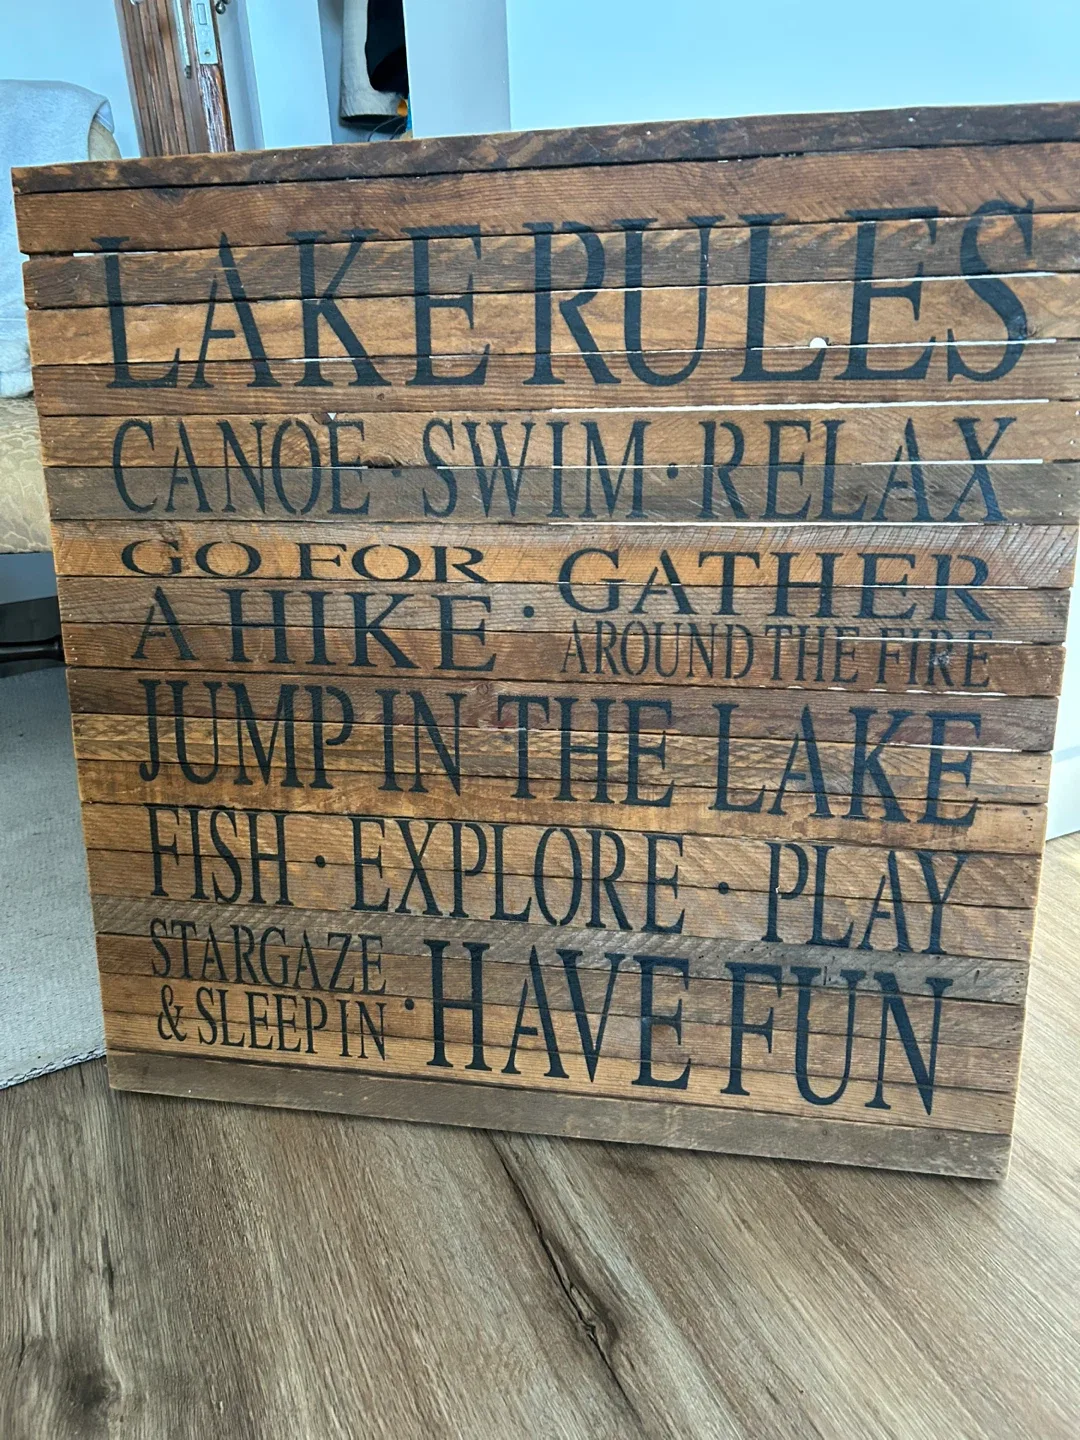 LAKE RULES
CANOE · SWIM · RELAX
GO FOR
A HIKE · GATHER
AROUND THE FIRE
JUMP IN THE LAKE
FISH · EXPLORE · PLAY
STARGAZE
& SLEEP IN · HAVE FUN